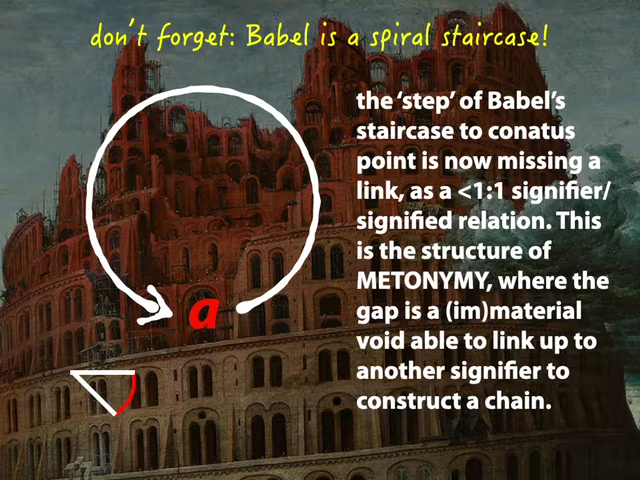 don't forget: Babel is a spiral staircase!
the ‘step’ of Babel’s
staircase to conatus
point is now missing a
link, as a <1:1 signifier/
signified relation. This
is the structure of
METONYMY, where the
gap is a (im)material
void able to link up to
another signifier to
construct a chain.
a